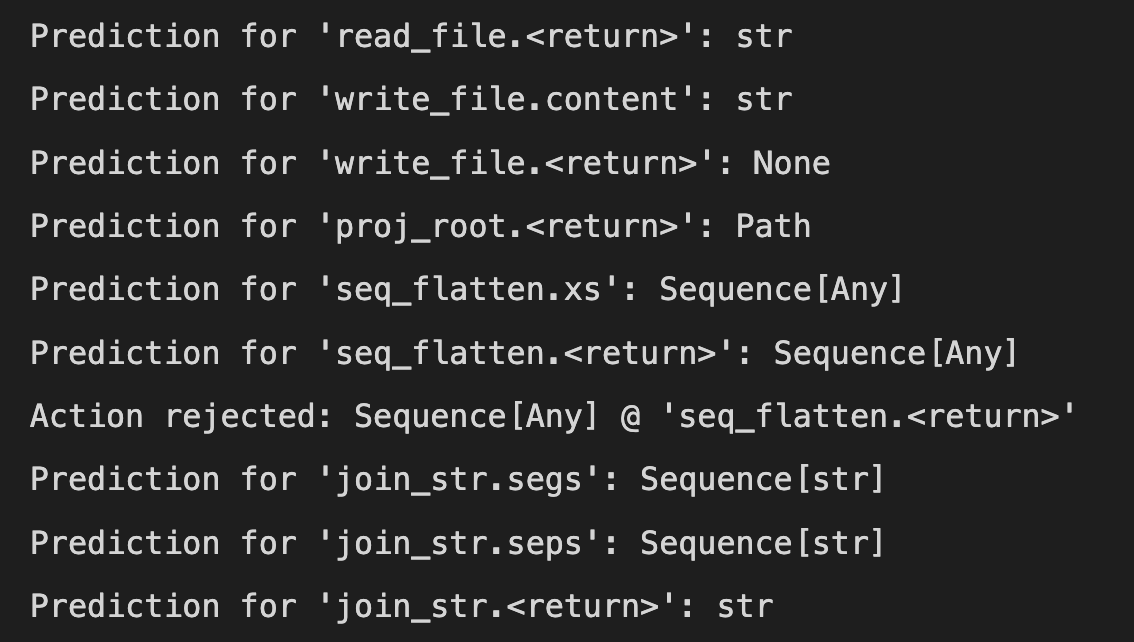 Prediction for 'read_file.<return>': str
Prediction for 'write_file.content': str
Prediction for 'write_file.<return>': None
Prediction for 'proj_root.<return>': Path
Prediction for 'seq_flatten.xs': Sequence[Any]
Prediction for 'seq_flatten.<return>': Sequence[Any]
Action rejected: Sequence[Any] @ 'seq_flatten.<return>'
Prediction for 'join_str.segs': Sequence[str]
Prediction for 'join_str.seps': Sequence[str]
Prediction for 'join_str.<return>': str